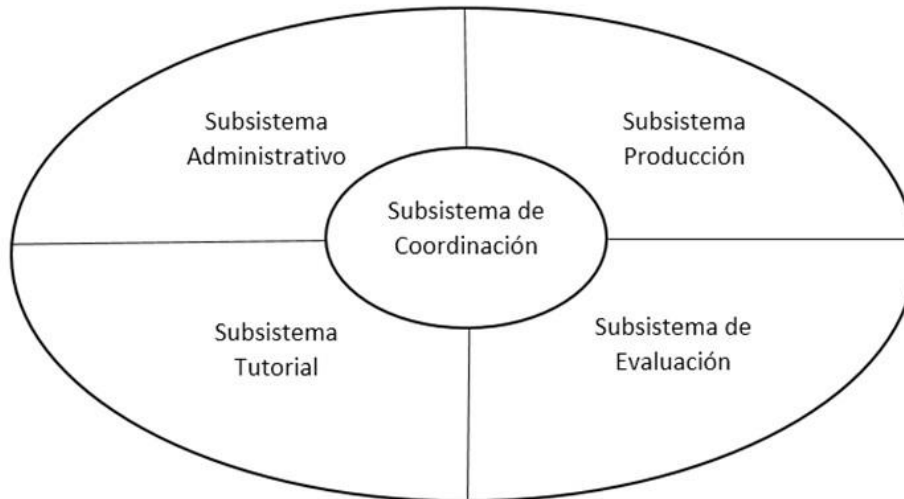 Subsistema
Administrativo
Subsistema
Producción
Subsistema de
Coordinación
Subsistema
Tutorial
Subsistema de
Evaluación